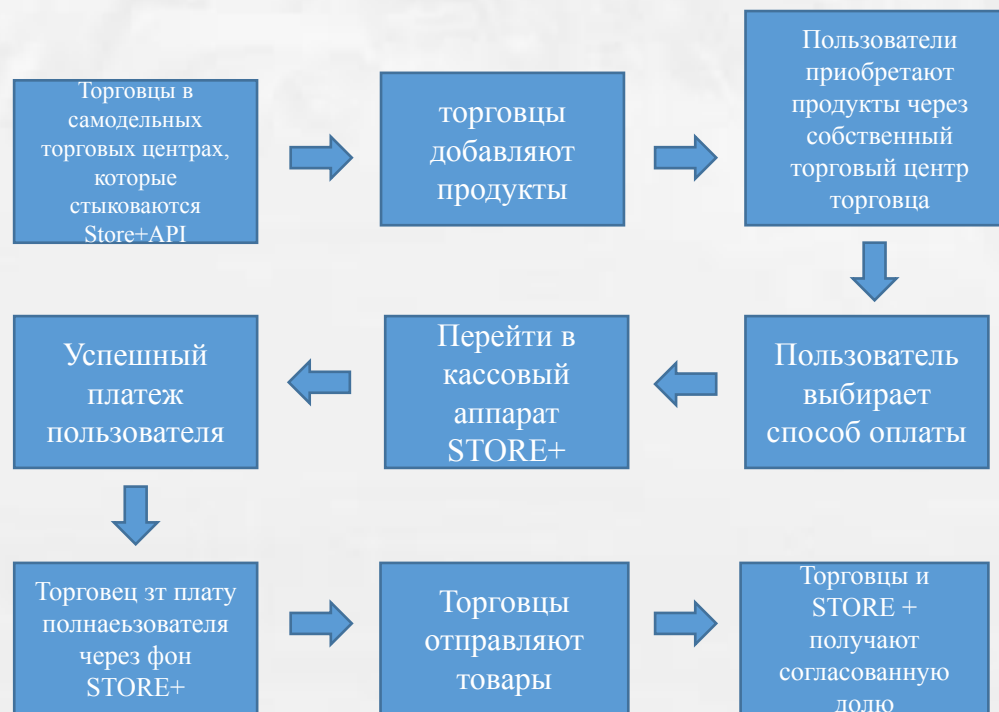 Торговцы в
самодельных
торговых центрах,
которые
стыковаются
Store+API
торговцы
добавляют
продукты
Пользователи
приобретают
продукты через
собственный
торговый центр
торговца
Пользователь
выбирает
способ оплаты
Перейти в
кассовый
аппарат
STORE+
Успешный
платеж
пользователя
Торговец зт плату
полнаеьзователя
через фон
STORE+
Торговцы
отправляют
товары
Торговцы и
STORE +
получают
согласованную
долю